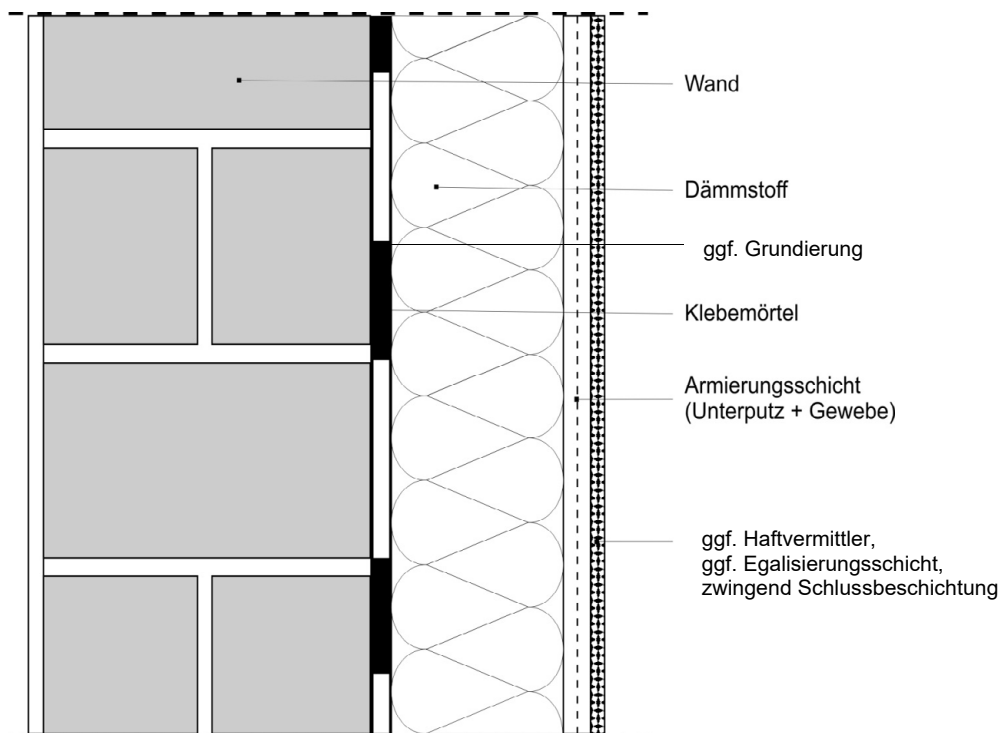 Wand
Dämmstoff
ggf. Grundierung
Klebemörtel
Armierungsschicht
(Unterputz + Gewebe)
ggf. Haftvermittler,
ggf. Egalisierungsschicht,
zwingend Schlussbeschichtung